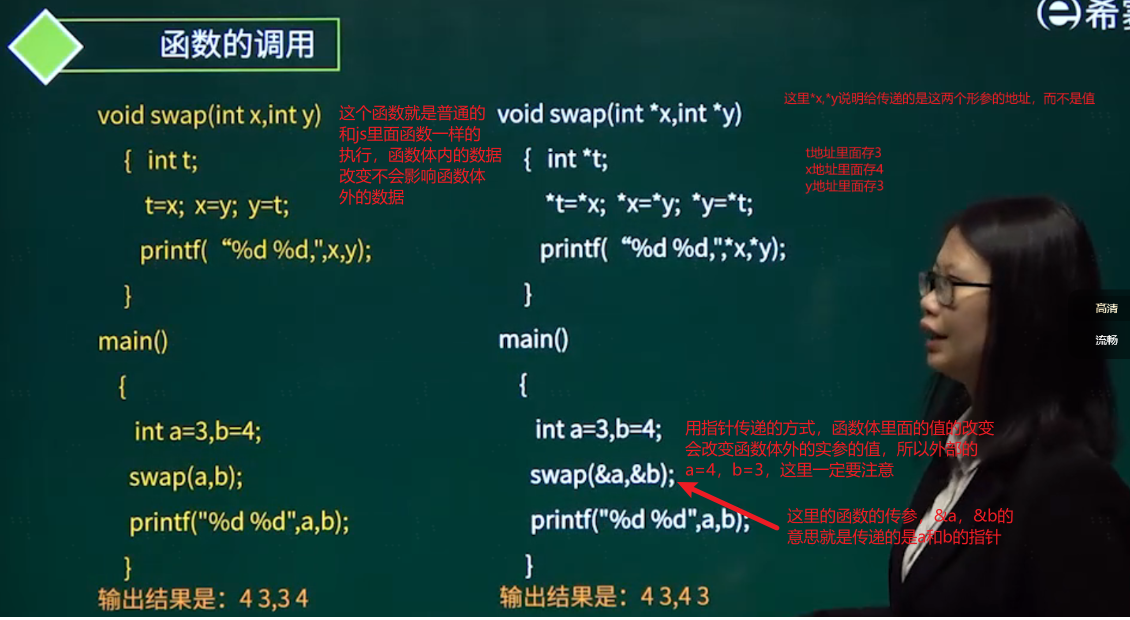 函数的调用
希赛
void swap(int x,int y)
{ int t;
t=x; x=y; y=t;
printf( “%d %d,",x,y);
}
main()
{
int a=3,b=4;
swap(a,b);
printf("%d %d",a,b);
}
输出结果是：4 3,3 4
这个函数就是普通的
和js里面函数一样的
执行，函数体内的数据
改变不会影响函数体
外的数据
void swap(int *x,int *y)
{ int *t;
*t=*x; *x=*y; *y=*t;
printf( “%d %d,",*x,*y);
}
main()
{
int a=3,b=4;
swap(&a,&b);
printf("%d %d",a,b);
}
输出结果是：4 3,4 3
这里*x,*y说明给传递的是这两个形参的地址，而不是值
t地址里面存3
x地址里面存4
y地址里面存3
高清
流畅
用指针传递的方式，函数体里面的值的改变
会改变函数体外的实参的值，所以外部的
a=4，b=3，这里一定要注意
这里的函数的传参，&a，&b的
意思就是传递的是a和b的指针